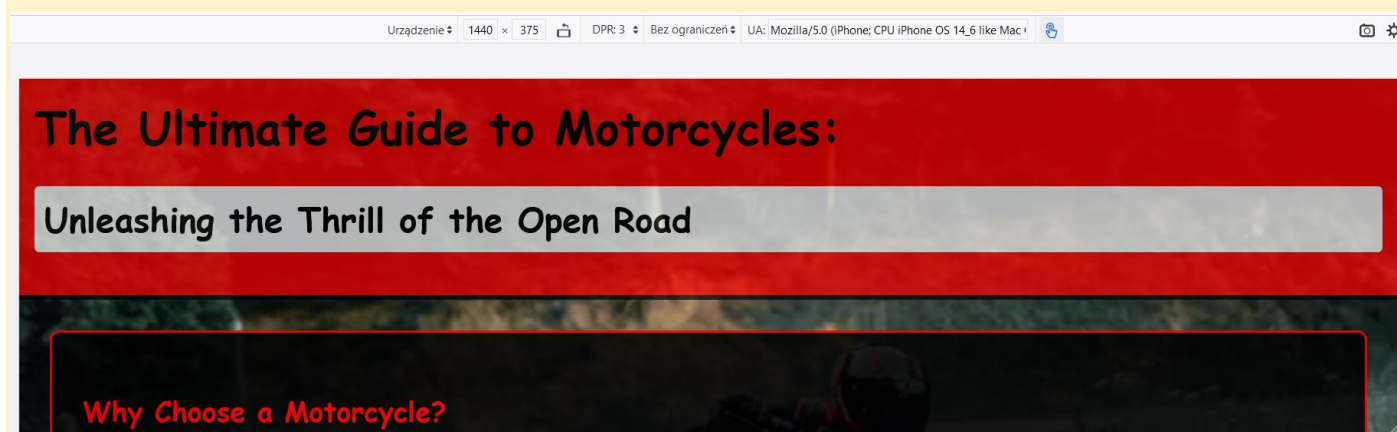 Urządzenie 1440 × 375 DPR: 3 Bez ograniczeń UA: Mozilla/5.0 (iPhone; CPU iPhone OS 14_6 like Mac
The Ultimate Guide to Motorcycles:
Unleashing the Thrill of the Open Road
Why Choose a Motorcycle?